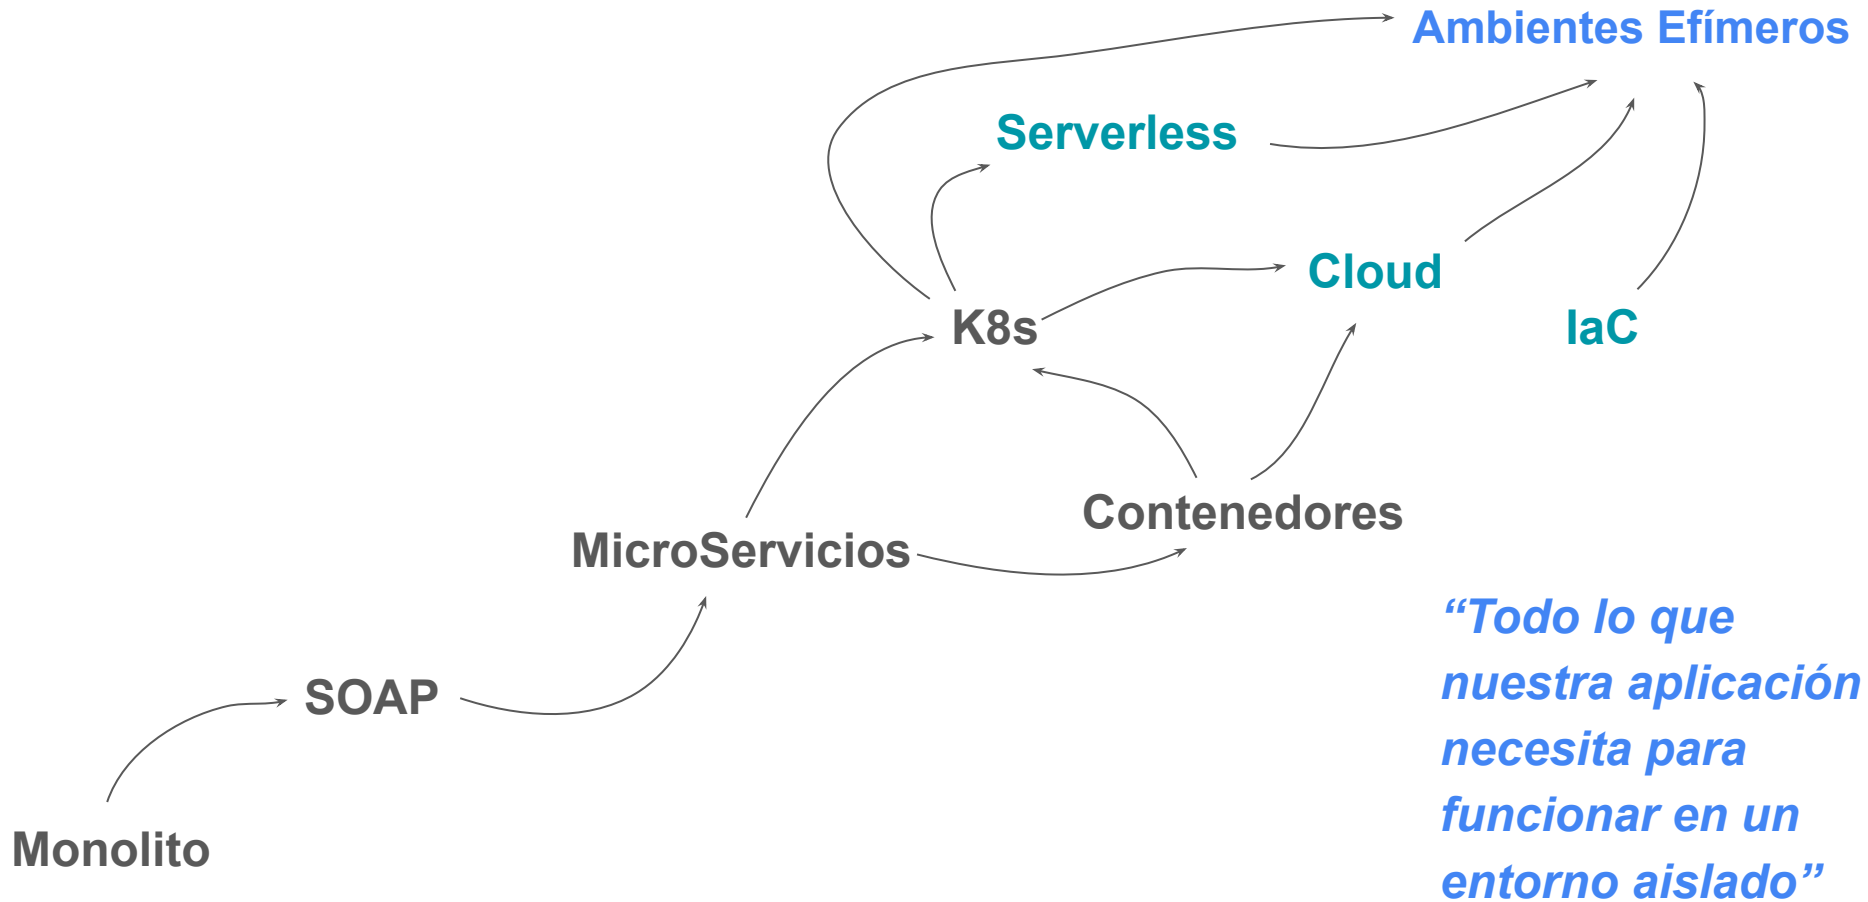 Ambientes Efímeros
Serverless
Cloud
K8s
IaC
Contenedores
MicroServicios
SOAP
Monolito
“Todo lo que
nuestra aplicación
necesita para
funcionar en un
entorno aislado”